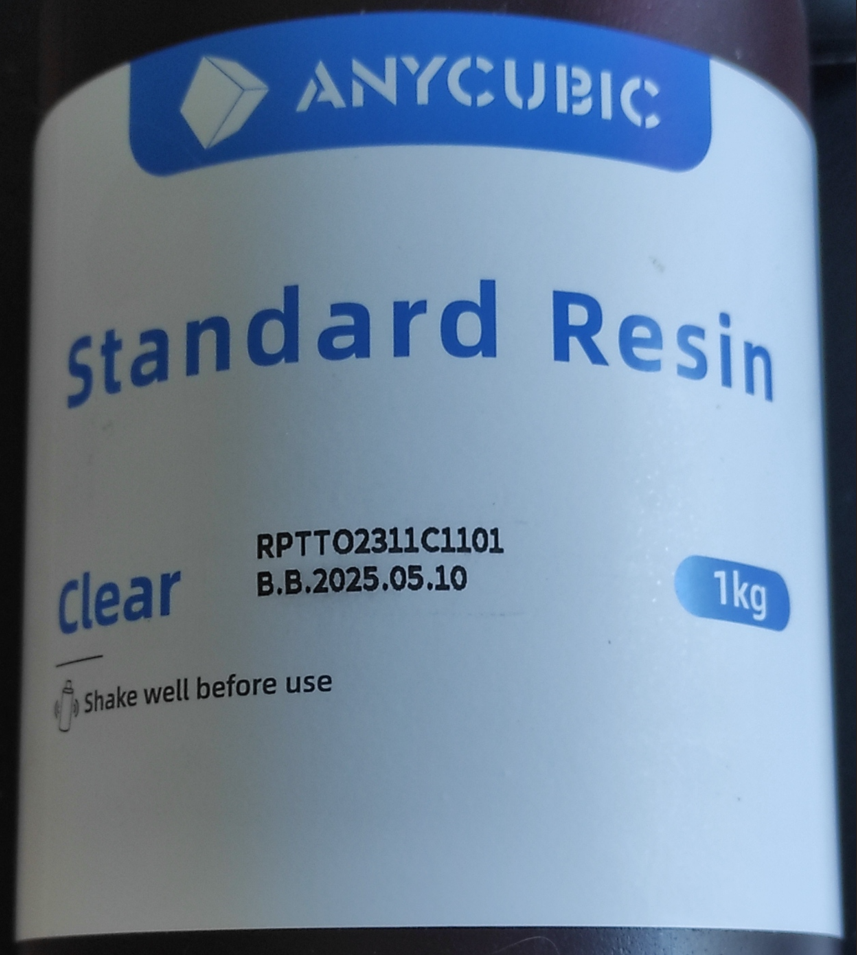 ANYCUBIC
Standard Resin
RPTTO2311C1101
B.B.2025.05.10
Clear
1kg
Shake well before use